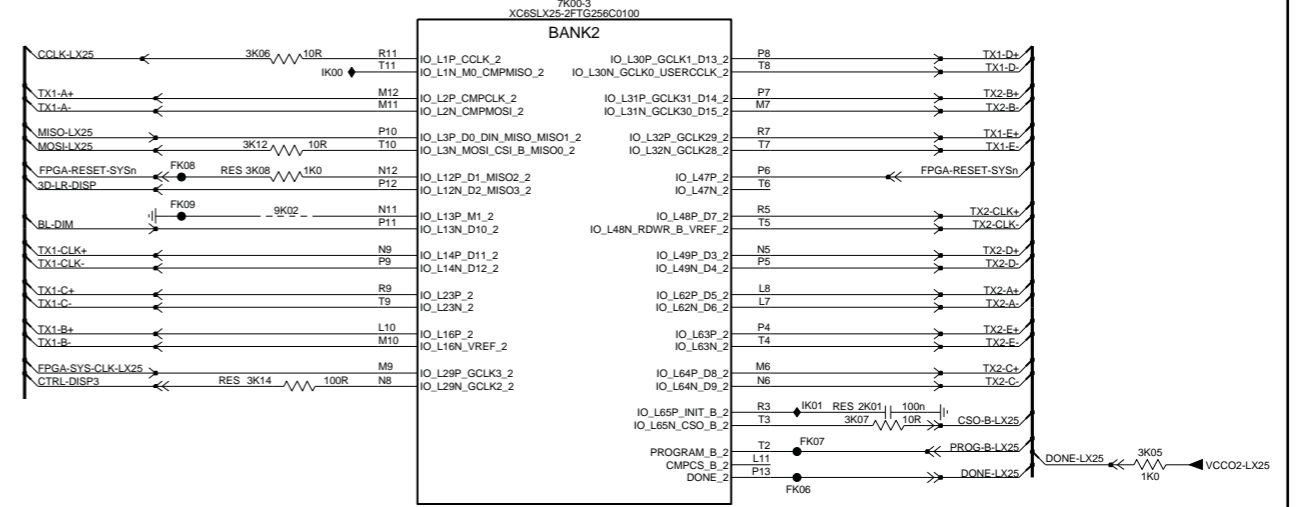 7K00-3
XC6SLX25-2FTG256C0100
BANK2
CCLK-LX25 3K06 10R R11 IO_L1P_CCLK_2
IK00 T11 IO_L1N_M0_CMPMISO_2
TX1-A+ M12 IO_L2P_CMPCLK_2
TX1-A- M11 IO_L2N_CMPMOSI_2
MISO-LX25 P10 IO_L3P_D0_DIN_MISO_MISO1_2
MOSI-LX25 3K12 10R T10 IO_L3N_MOSI_CSI_B_MISO0_2
FPGA-RESET-SYSn FK08 RES 3K08 1K0 N12 IO_L12P_D1_MISO2_2
3D-LR-DISP P12 IO_L12N_D2_MISO3_2
FK09 9K02 N11 IO_L13P_M1_2
BL-DIM P11 IO_L13N_D10_2
TX1-CLK+ N9 IO_L14P_D11_2
TX1-CLK- P9 IO_L14N_D12_2
TX1-C+ R9 IO_L23P_2
TX1-C- T9 IO_L23N_2
TX1-B+ L10 IO_L16P_2
TX1-B- M10 IO_L16N_VREF_2
FPGA-SYS-CLK-LX25 M9 IO_L29P_GCLK3_2
CTRL-DISP3 RES 3K14 100R N8 IO_L29N_GCLK2_2
IO_L30P_GCLK1_D13_2 P8 TX1-D+
IO_L30N_GCLK0_USERCCLK_2 T8 TX1-D-
IO_L31P_GCLK31_D14_2 P7 TX2-B+
IO_L31N_GCLK30_D15_2 M7 TX2-B-
IO_L32P_GCLK29_2 R7 TX1-E+
IO_L32N_GCLK28_2 T7 TX1-E-
IO_L47P_2 P6 FPGA-RESET-SYSn
IO_L47N_2 T6
IO_L48P_D7_2 R5 TX2-CLK+
IO_L48N_RDWR_B_VREF_2 T5 TX2-CLK-
IO_L49P_D3_2 N5 TX2-D+
IO_L49N_D4_2 P5 TX2-D-
IO_L62P_D5_2 L8 TX2-A+
IO_L62N_D6_2 L7 TX2-A-
IO_L63P_2 P4 TX2-E+
IO_L63N_2 T4 TX2-E-
IO_L64P_D8_2 M6 TX2-C+
IO_L64N_D9_2 N6 TX2-C-
IO_L65P_INIT_B_2 R3 IK01 RES 2K01 100n
IO_L65N_CSO_B_2 T3 3K07 10R CSO-B-LX25
PROGRAM_B_2 T2 FK07 PROG-B-LX25
CMPCS_B_2 L11
DONE_2 P13 FK06 DONE-LX25
DONE-LX25 3K05 1K0 VCCO2-LX25